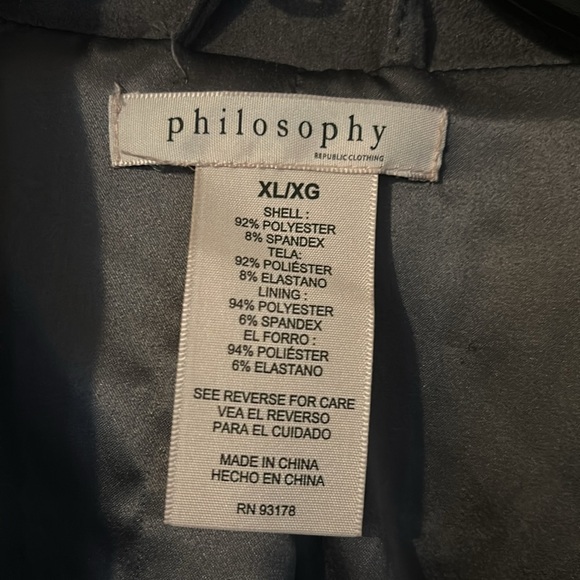 philosophy
REPUBLIC CLOTHING
XL/XG
SHELL :
92% POLYESTER
8% SPANDEX
TELA:
92% POLIÉSTER
8% ELASTANO
LINING :
94% POLYESTER
6% SPANDEX
EL FORRO :
94% POLIÉSTER
6% ELASTANO
SEE REVERSE FOR CARE
VEA EL REVERSO
PARA EL CUIDADO
MADE IN CHINA
HECHO EN CHINA
RN 93178